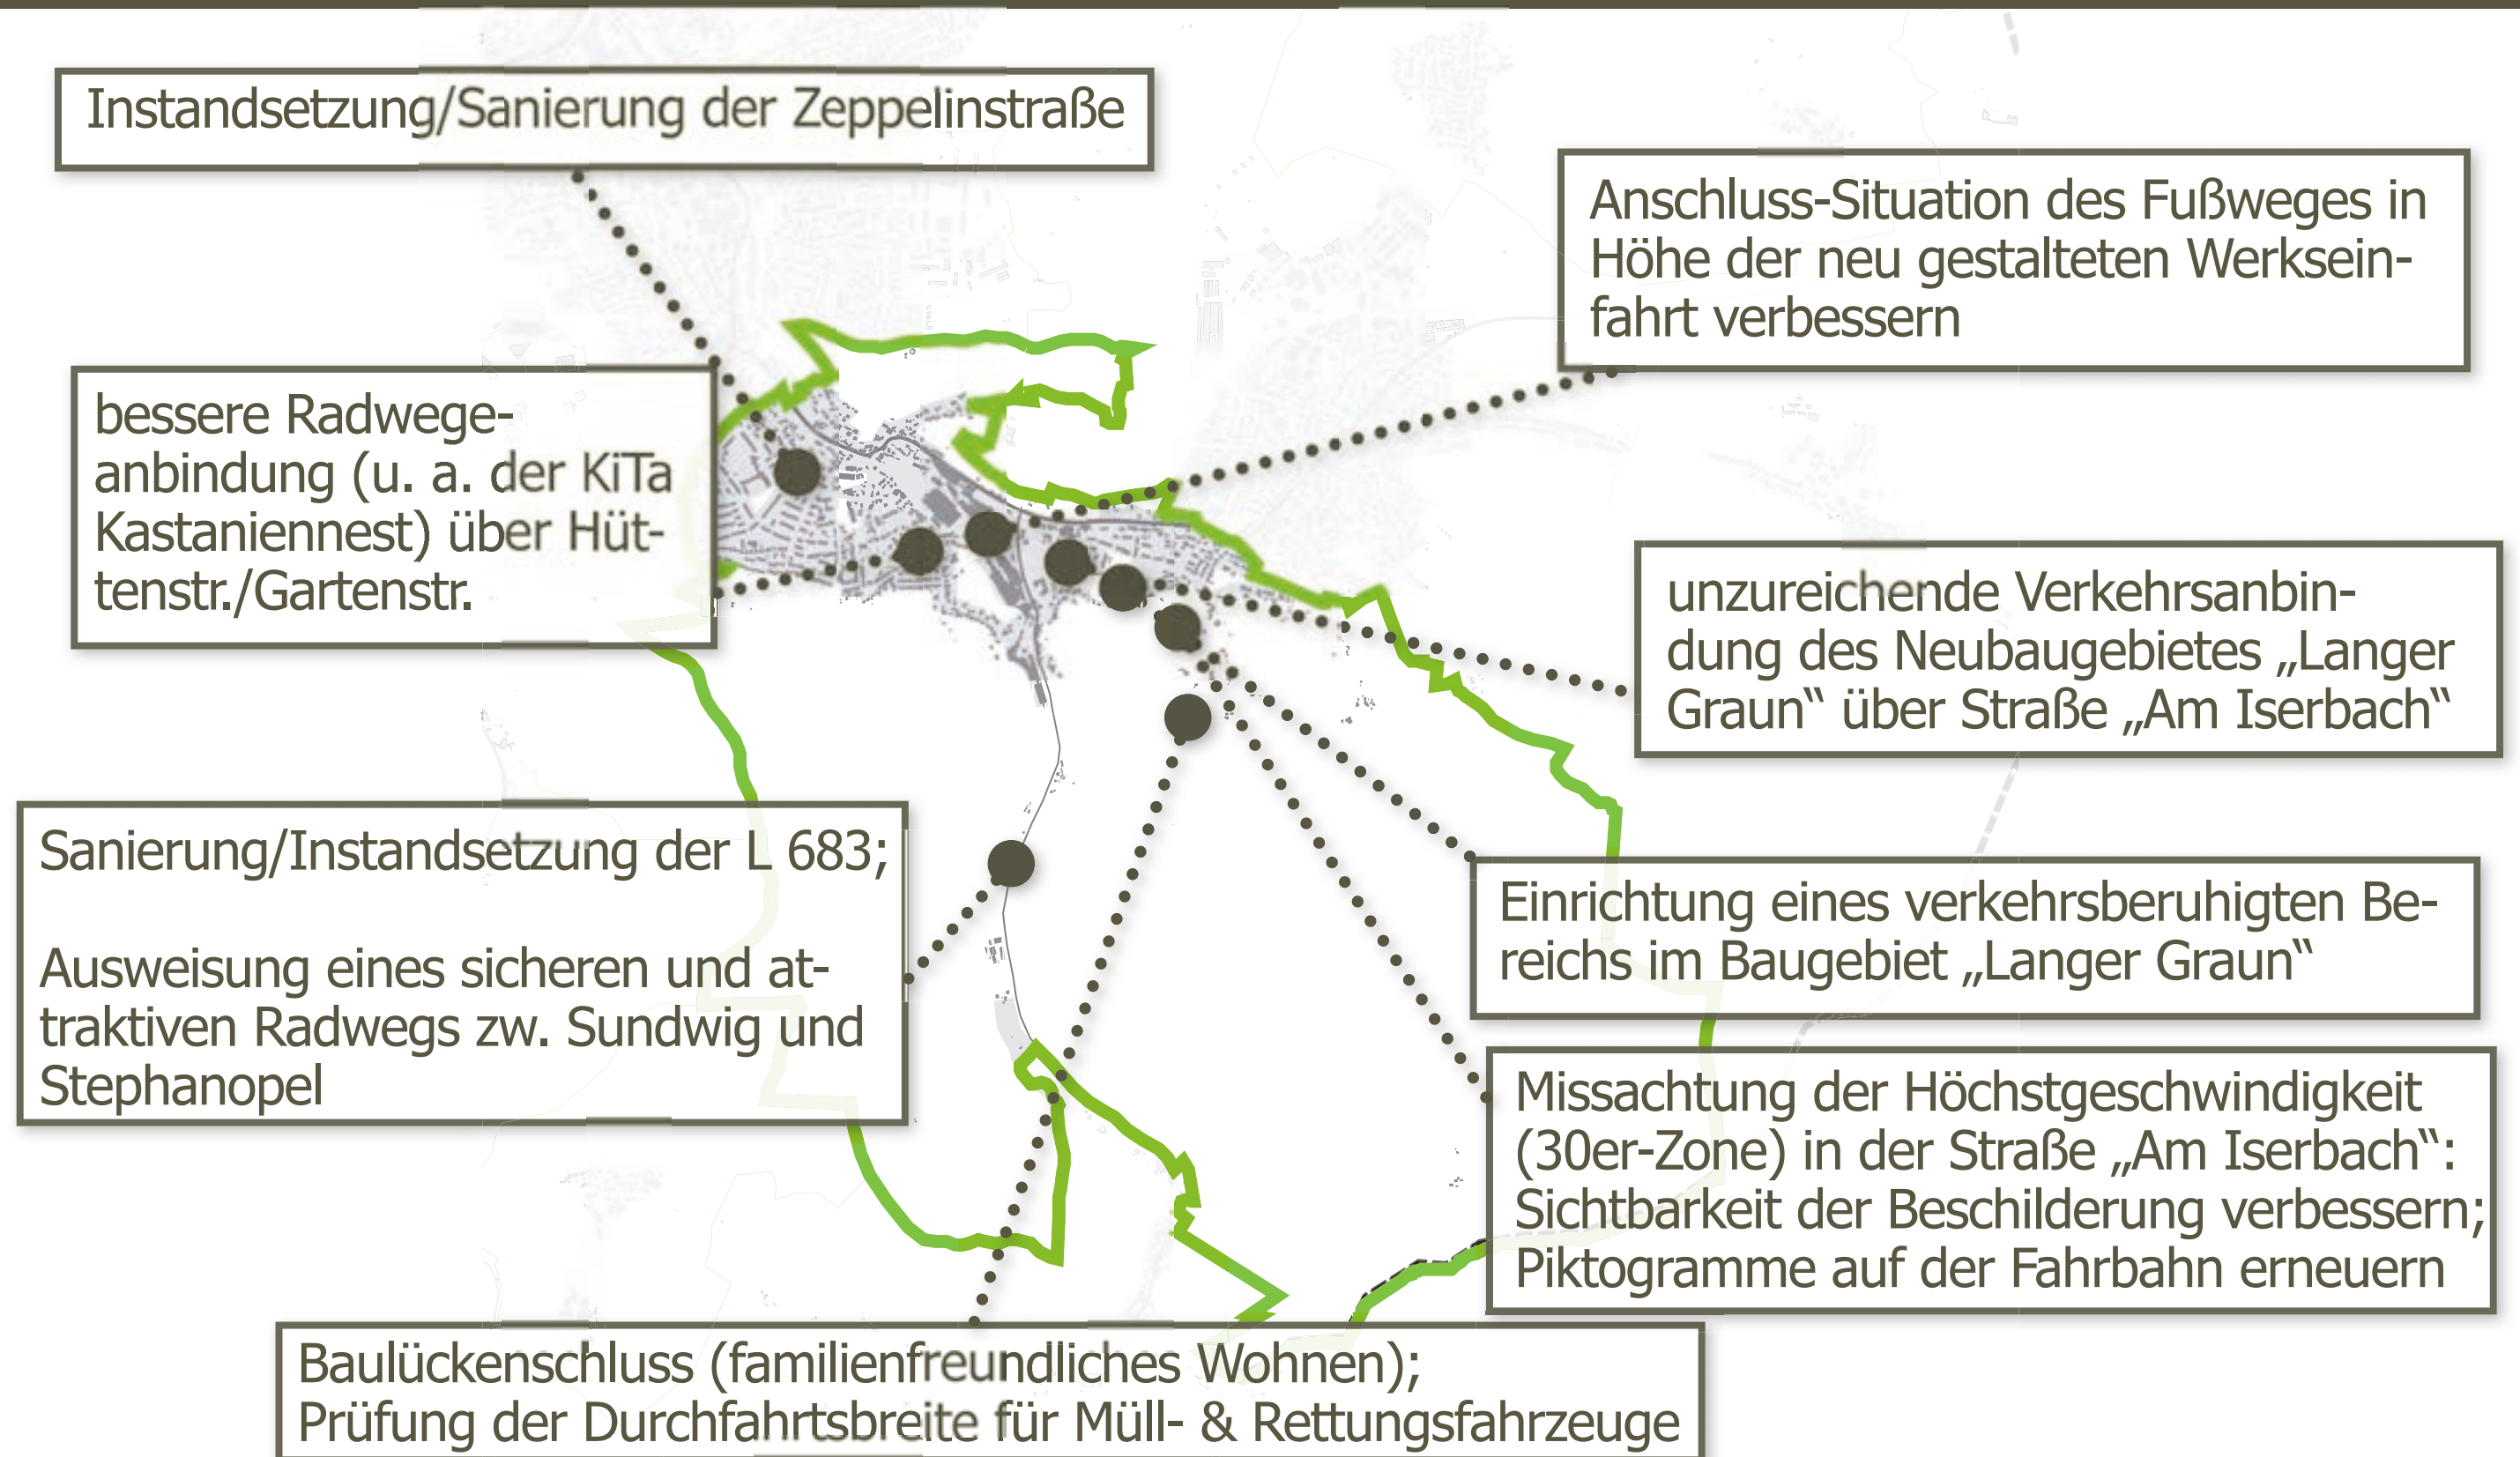 Instandsetzung/Sanierung der Zeppelinstraße
Anschluss-Situation des Fußweges in
Höhe der neu gestalteten Werksein-
fahrt verbessern
bessere Radwege-
anbindung (u. a. der KiTa
Kastaniennest) über Hüt-
tenstr./Gartenstr.
unzureichende Verkehrsanbin-
dung des Neubaugebietes „Langer
Graun“ über Straße „Am Iserbach“
Sanierung/Instandsetzung der L 683;
Ausweisung eines sicheren und at-
traktiven Radwegs zw. Sundwig und
Stephanopel
Einrichtung eines verkehrsberuhigten Be-
reichs im Baugebiet „Langer Graun“
Missachtung der Höchstgeschwindigkeit
(30er-Zone) in der Straße „Am Iserbach“:
Sichtbarkeit der Beschilderung verbessern;
Piktogramme auf der Fahrbahn erneuern
Baulückenschluss (familienfreundliches Wohnen);
Prüfung der Durchfahrtsbreite für Müll- & Rettungsfahrzeuge